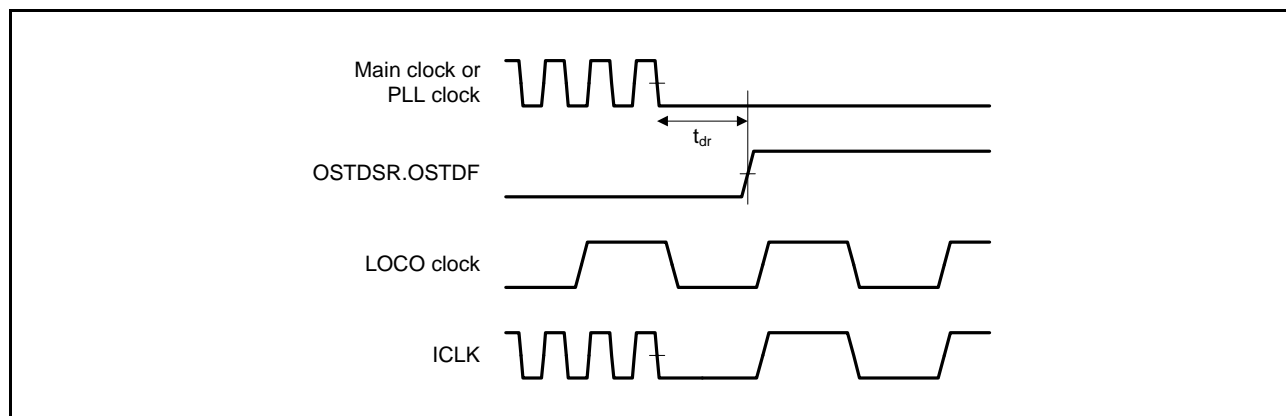 Main clock or
PLL clock
tdr
OSTDSR.OSTDF
LOCO clock
ICLK